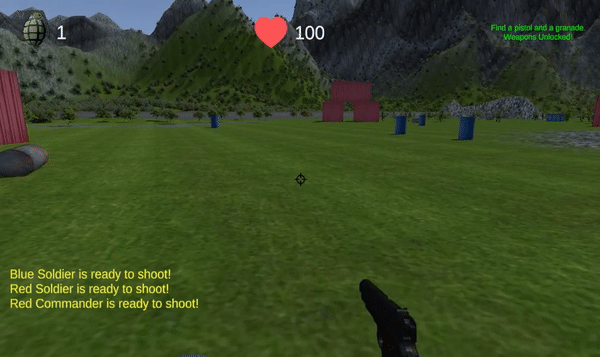 1
100
Find a pistol and a granade.
Weapons Unlocked!
Blue Soldier is ready to shoot!
Red Soldier is ready to shoot!
Red Commander is ready to shoot!